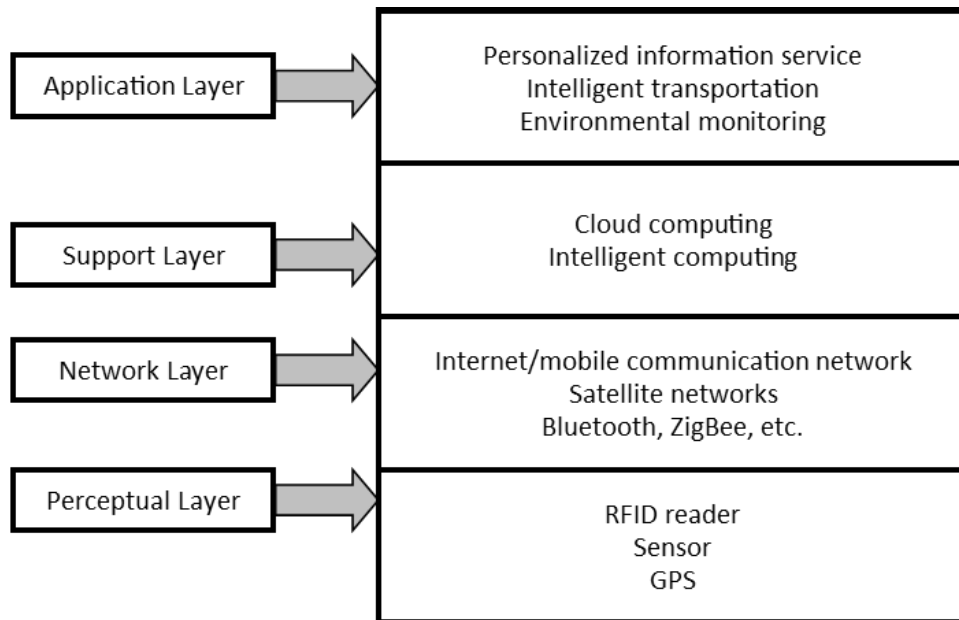 Application Layer
Personalized information service
Intelligent transportation
Environmental monitoring
Support Layer
Cloud computing
Intelligent computing
Network Layer
Internet/mobile communication network
Satellite networks
Bluetooth, ZigBee, etc.
Perceptual Layer
RFID reader
Sensor
GPS